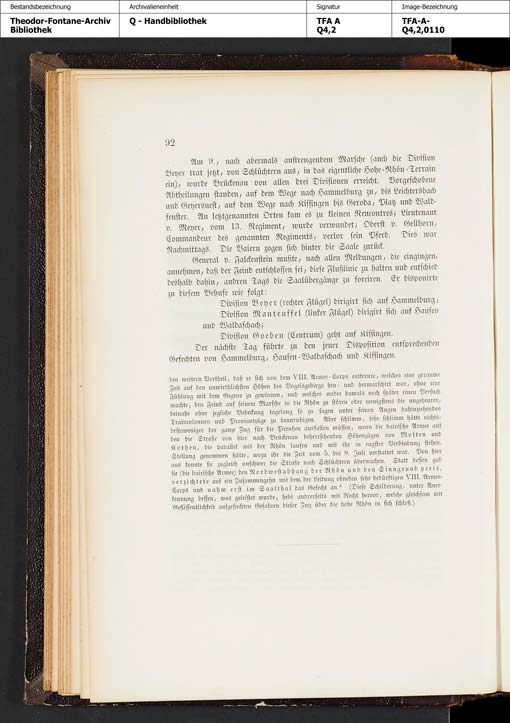 Bestandsbezeichnung Archivalieneinheit Signatur Image-Bezeichnung
Theodor-Fontane-Archiv Q - Handbibliothek TFA A TFA-A-
Bibliothek Q4,2 Q4,2,0110
92
Am 9., nach abermals anstrengendem Marsche (auch die Division
Beyer trat jetzt, von Schlüchtern aus, in das eigentliche Hohe-Rhön-Terrain
ein), wurde Brückenau von allen drei Divisionen erreicht. Vorgeschobene
Abtheilungen standen, auf dem Wege nach Hammelburg zu, bis Leichtersbach
und Geyersnest, auf dem Wege nach Kissingen bis Geroda, Platz und Wald-
fenster. An letztgenannten Orten kam es zu kleinen Rencontres; Lieutenant
v. Meyer, vom 13. Regiment, wurde verwundet; Oberst v. Gellhorn,
Commandeur des genannten Regiments, verlor sein Pferd. Dies war
Nachmittags. Die Baiern zogen sich hinter die Saale zurück.
General v. Falckenstein mußte, nach allen Meldungen, die eingingen,
annehmen, daß der Feind entschlossen sei, diese Flußlinie zu halten und entschied
deshalb dahin, andren Tags die Saalübergänge zu forciren. Er disponirte
zu diesem Behufe wie folgt:
Division Beyer (rechter Flügel) dirigirt sich auf Hammelburg;
Division Manteuffel (linker Flügel) dirigirt sich auf Hausen
und Waldaschach;
Division Goeben (Centrum) geht auf Kissingen.
Der nächste Tag führte zu den jener Disposition entsprechenden
Gefechten von Hammelburg, Hausen-Waldaschach und Kissingen.
den weitern Vortheil, daß er sich von dem VIII. Armee-Corps entfernte, welches eine geraume
Zeit auf den unwirthlichsten Höhen des Vogelsgebirgs hin- und hermarschirt war, ohne eine
Fühlung mit dem Gegner zu gewinnen, und welches weder damals noch später einen Versuch
machte, den Feind auf seinem Marsche in die Rhön zu stören oder wenigstens die ungeheuren,
beinahe ohne jegliche Bedeckung tagelang so zu sagen unter seinen Augen dahinziehenden
Traincolonnen und Proviantzüge zu beunruhigen. Aber schlimm, sehr schlimm hätte nichts-
destoweniger der ganze Zug für die Preußen ausfallen müssen, wenn die bairische Armee auf
den die Straße von hier nach Brückenau beherrschenden Höhenzügen von Motten und
Kothen, die parallel mit der Rhön laufen und mit ihr in engster Verbindung stehen,
Stellung genommen hätte, wozu ihr die Zeit vom 5. bis 8. Juli verstattet war. Von hier
aus konnte sie zugleich unschwer die Straße nach Schlüchtern überwachen. Statt dessen gab
sie (die bairische Armee) den Nordwestabhang der Rhön und den Sinngrund preis,
verzichtete auf ein Zusammengehn mit dem der Leitung ohnehin sehr bedürftigen VIII. Armee-
Corps und nahm erst im Saalthal das Gefecht an.“ (Diese Schilderung, unter Aner-
kennung dessen, was geleistet wurde, hebt andrerseits mit Recht hervor, welche gleichsam mit
Geflissentlichkeit aufgesuchten Gefahren dieser Zug über die hohe Rhön in sich schloß.)